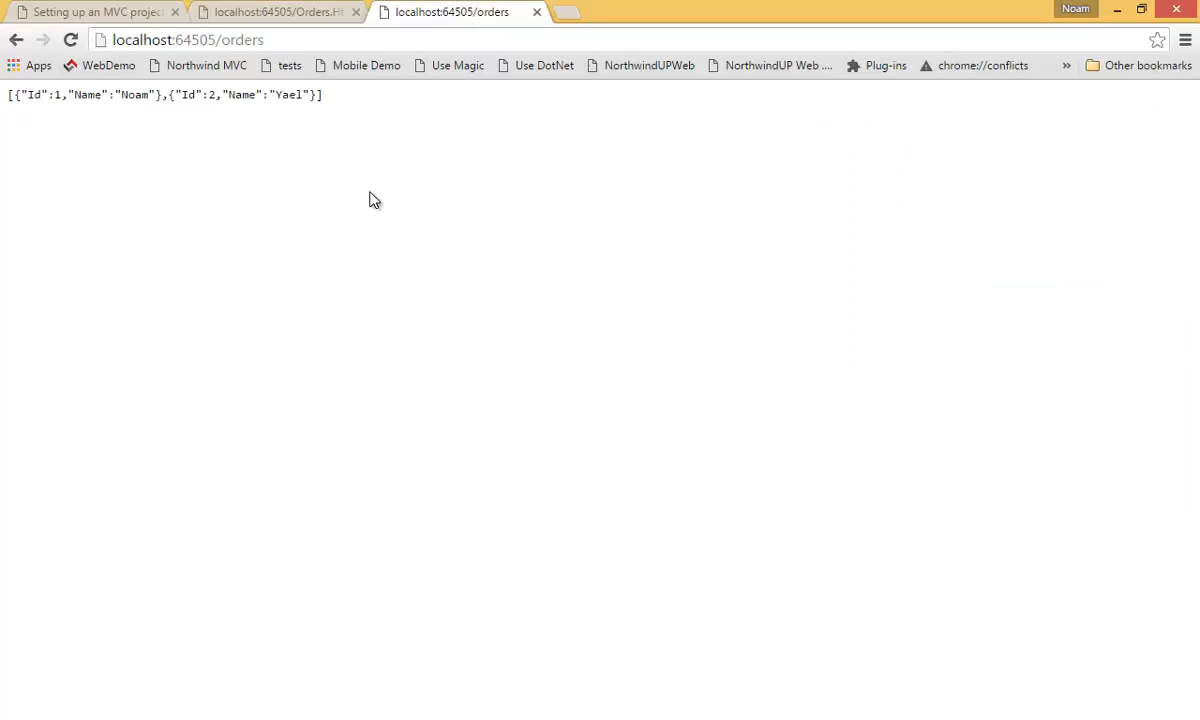 Setting up an MVC projec
localhost:64505/Orders.Ht
localhost:64505/orders
Noam
localhost:64505/orders
Apps WebDemo Northwind MVC tests Mobile Demo Use Magic Use DotNet NorthwindUPWeb NorthwindUP Web .... Plug-ins chrome://conflicts » Other bookmarks
[{"Id":1,"Name":"Noam"},{"Id":2,"Name":"Yael"}]